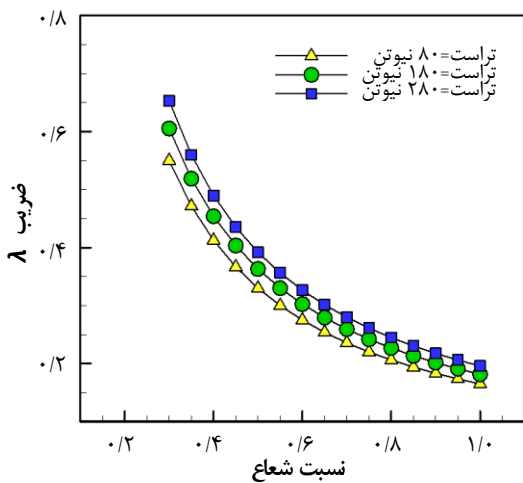 ۰/۸
۰/۶
۰/۴
۰/۲
ضریب λ
تراست=۸۰ نیوتن
تراست=۱۸۰ نیوتن
تراست=۲۸۰ نیوتن
۰/۲ ۰/۴ ۰/۶ ۰/۸ ۱/۰
نسبت شعاع